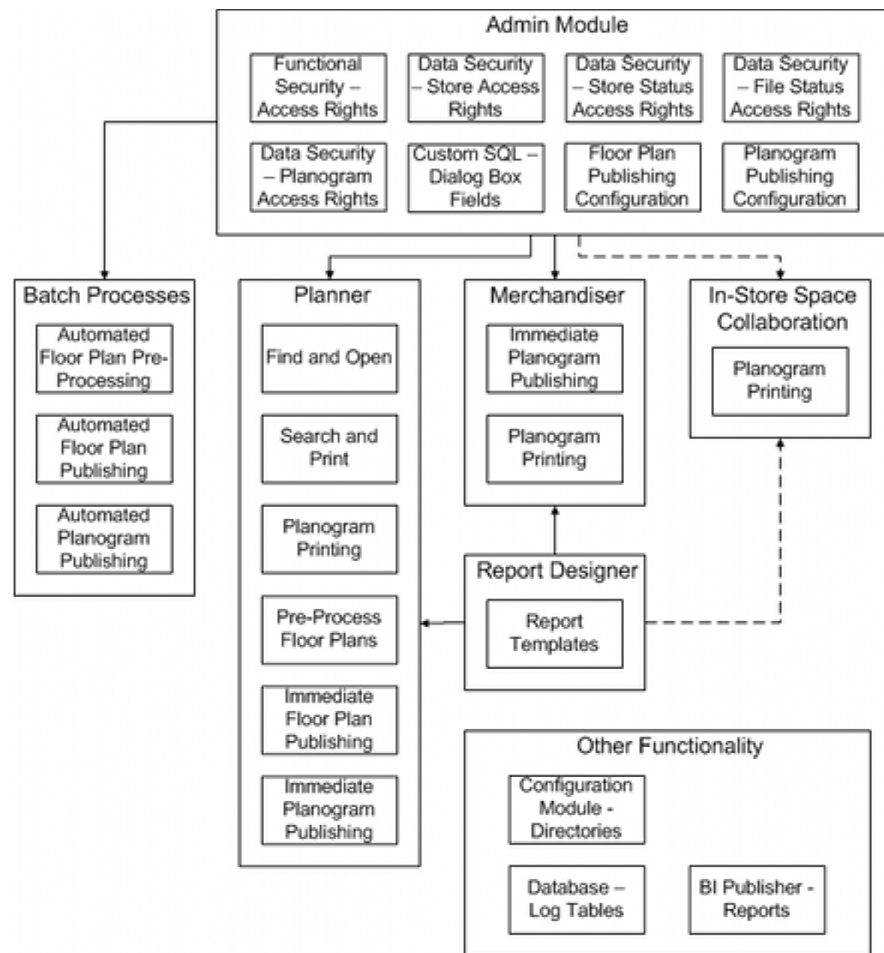 Admin Module
Functional
Security –
Access Rights
Data Security
– Store Access
Rights
Data Security
– Store Status
Access Rights
Data Security
– File Status
Access Rights
Data Security
– Planogram
Access Rights
Custom SQL –
Dialog Box
Fields
Floor Plan
Publishing
Configuration
Planogram
Publishing
Configuration
Batch Processes
Automated
Floor Plan Pre-
Processing
Automated
Floor Plan
Publishing
Automated
Planogram
Publishing
Planner
Find and Open
Search and
Print
Planogram
Printing
Pre-Process
Floor Plans
Immediate
Floor Plan
Publishing
Immediate
Planogram
Publishing
Merchandiser
Immediate
Planogram
Publishing
Planogram
Printing
In-Store Space
Collaboration
Planogram
Printing
Report Designer
Report
Templates
Other Functionality
Configuration
Module -
Directories
Database –
Log Tables
BI Publisher -
Reports